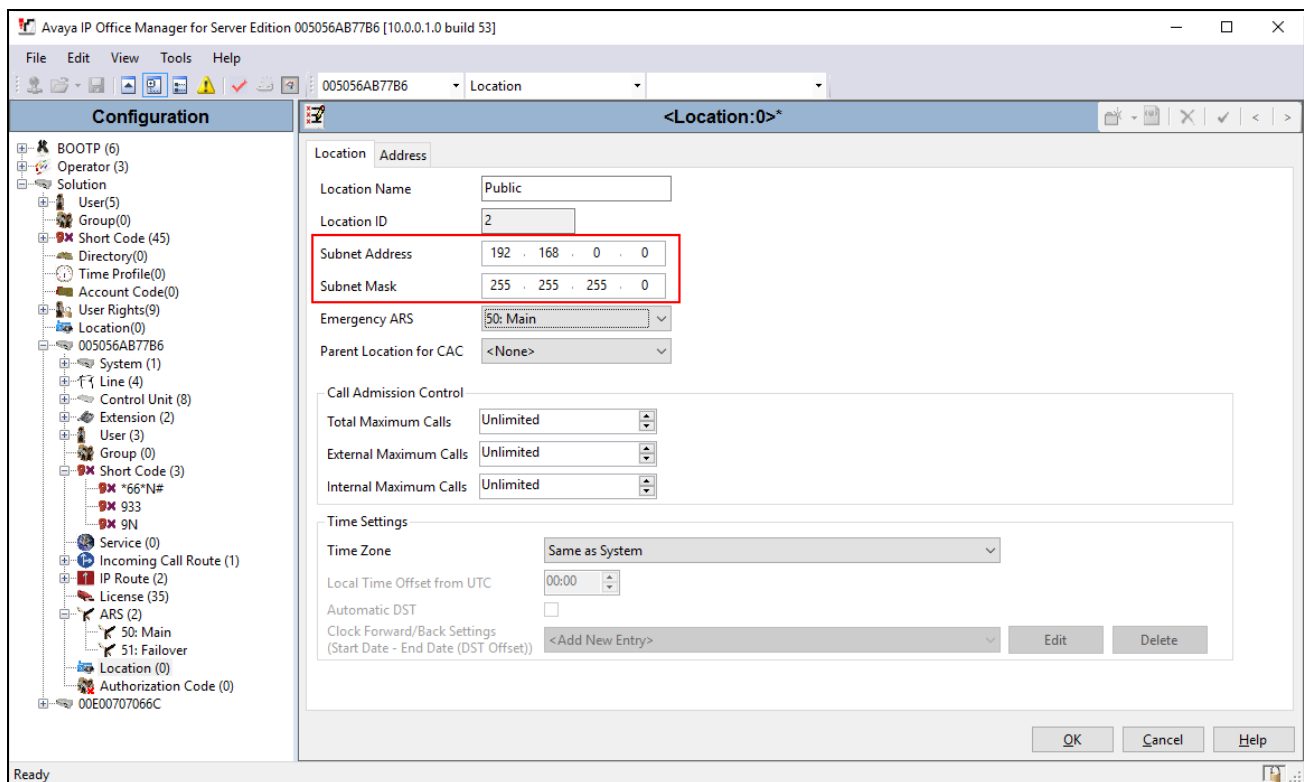 Avaya IP Office Manager for Server Edition 005056AB77B6 [10.0.0.1.0 build 53]
File Edit View Tools Help
005056AB77B6 Location
Configuration
BOOTP (6)
Operator (3)
Solution
User(5)
Group(0)
Short Code (45)
Directory(0)
Time Profile(0)
Account Code(0)
User Rights(9)
Location(0)
005056AB77B6
System (1)
Line (4)
Control Unit (8)
Extension (2)
User (3)
Group (0)
Short Code (3)
*66*N#
933
9N
Service (0)
Incoming Call Route (1)
IP Route (2)
License (35)
ARS (2)
50: Main
51: Failover
Location (0)
Authorization Code (0)
00E00707066C
<Location:0>*
Location Address
Location Name Public
Location ID 2
Subnet Address 192 . 168 . 0 . 0
Subnet Mask 255 . 255 . 255 . 0
Emergency ARS 50: Main
Parent Location for CAC <None>
Call Admission Control
Total Maximum Calls Unlimited
External Maximum Calls Unlimited
Internal Maximum Calls Unlimited
Time Settings
Time Zone Same as System
Local Time Offset from UTC 00:00
Automatic DST
Clock Forward/Back Settings
(Start Date - End Date (DST Offset)) <Add New Entry> Edit Delete
OK Cancel Help
Ready